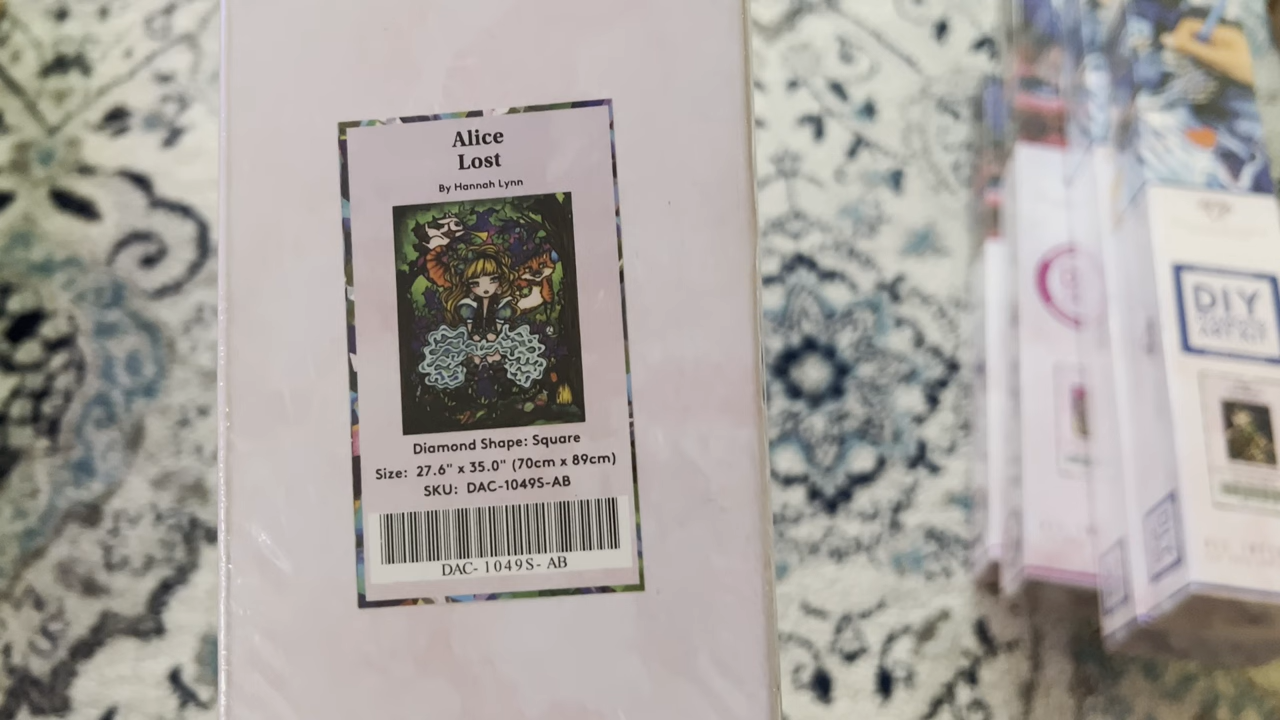 Alice
Lost
By Hannah Lynn
Diamond Shape: Square
Size: 27.6" x 35.0" (70cm x 89cm)
SKU: DAC-1049S-AB
DAC- 1049S- AB
DIY